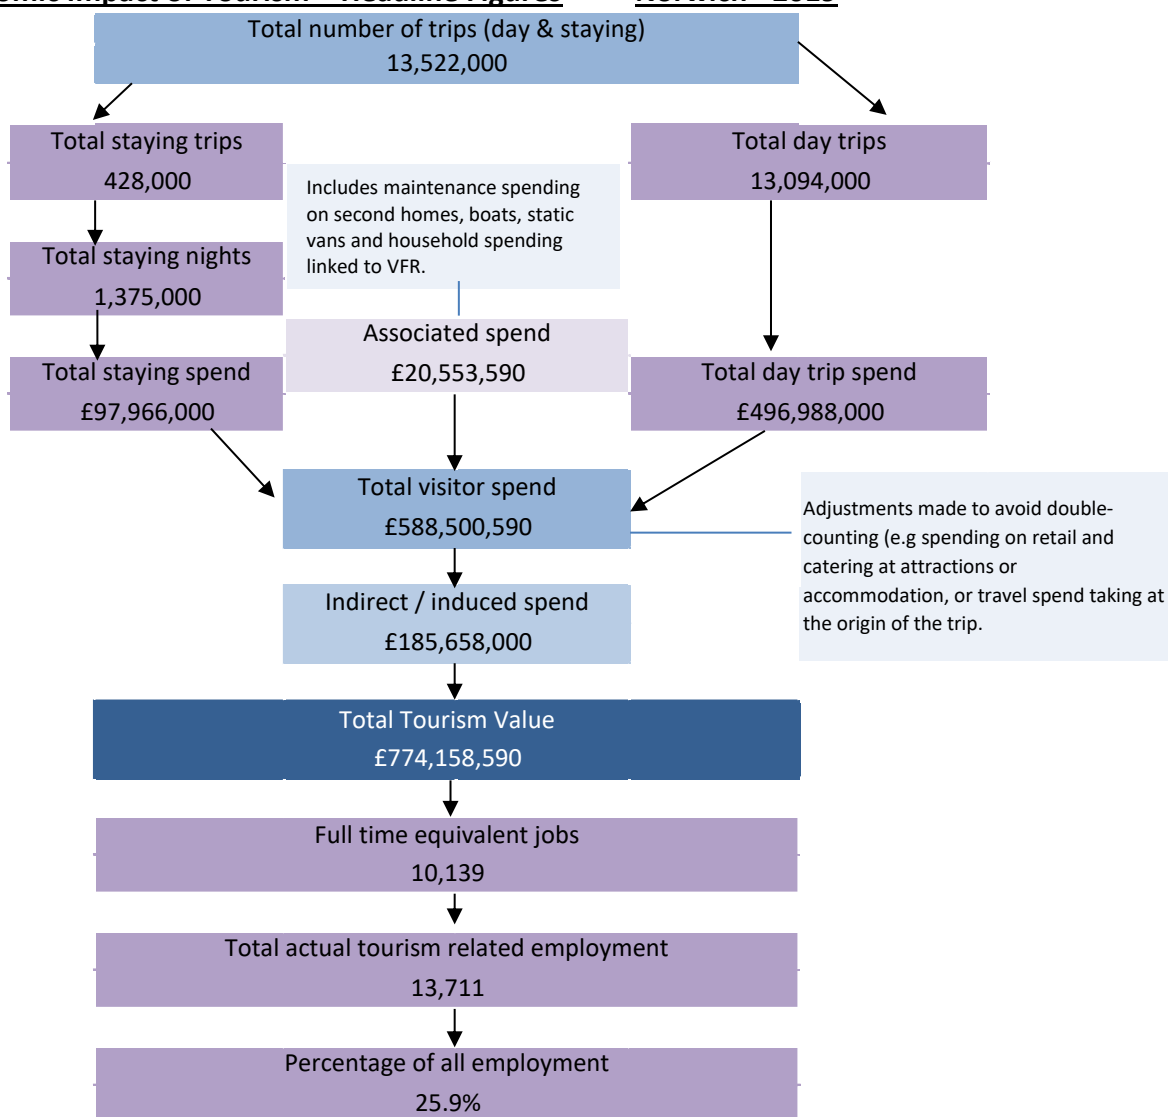 Impact of Tourism – Headline Figures Norwich - 
Total number of trips (day & staying)
13,522,000
Total staying trips
428,000
Total day trips
13,094,000
Includes maintenance spending
on second homes, boats, static
vans and household spending
linked to VFR.
Total staying nights
1,375,000
Associated spend
£20,553,590
Total staying spend
£97,966,000
Total day trip spend
£496,988,000
Total visitor spend
£588,500,590
Adjustments made to avoid double-
counting (e.g spending on retail and
catering at attractions or
accommodation, or travel spend taking at
the origin of the trip.
Indirect / induced spend
£185,658,000
Total Tourism Value
£774,158,590
Full time equivalent jobs
10,139
Total actual tourism related employment
13,711
Percentage of all employment
25.9%